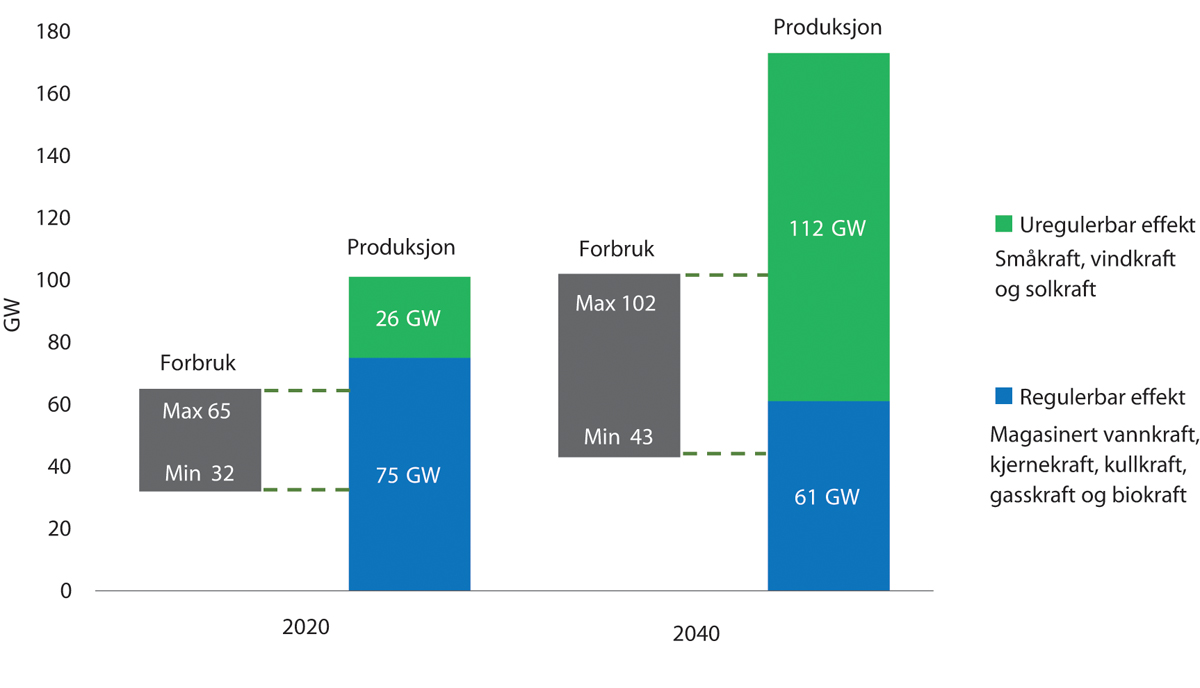 180
160
140
120
100
80
60
40
20
0
GW
Forbruk
Max 65
Min 32
Produksjon
26 GW
75 GW
2020
Forbruk
Max 102
Min 43
Produksjon
112 GW
61 GW
2040
Uregulerbar effekt
Småkraft, vindkraft
og solkraft
Regulerbar effekt
Magasinert vannkraft,
kjernekraft, kullkraft,
gasskraft og biokraft